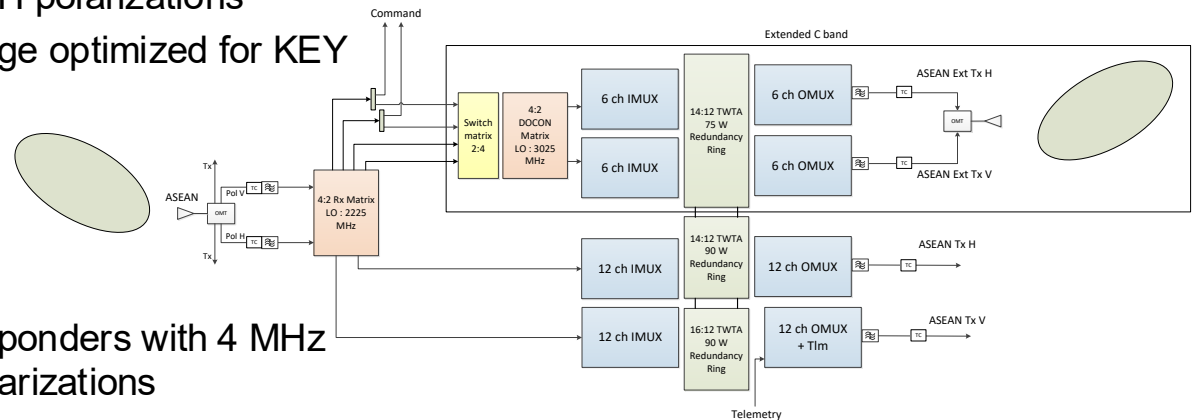 H polarizations
ge optimized for KEY
ponders with 4 MHz
arizations
Command
Extended C band
ASEAN
Tx
Pol V
TC
OMT
Pol H
TC
Tx
4:2 Rx Matrix
LO : 2225
MHz
Switch
matrix
2:4
4:2
DOCON
Matrix
LO : 3025
MHz
6 ch IMUX
6 ch IMUX
14:12 TWTA
75 W
Redundancy
Ring
6 ch OMUX
6 ch OMUX
ASEAN Ext Tx H
TC
OMT
TC
ASEAN Ext Tx V
12 ch IMUX
14:12 TWTA
90 W
Redundancy
Ring
12 ch OMUX
TC
ASEAN Tx H
12 ch IMUX
16:12 TWTA
90 W
Redundancy
Ring
12 ch OMUX
+ Tlm
TC
ASEAN Tx V
Telemetry